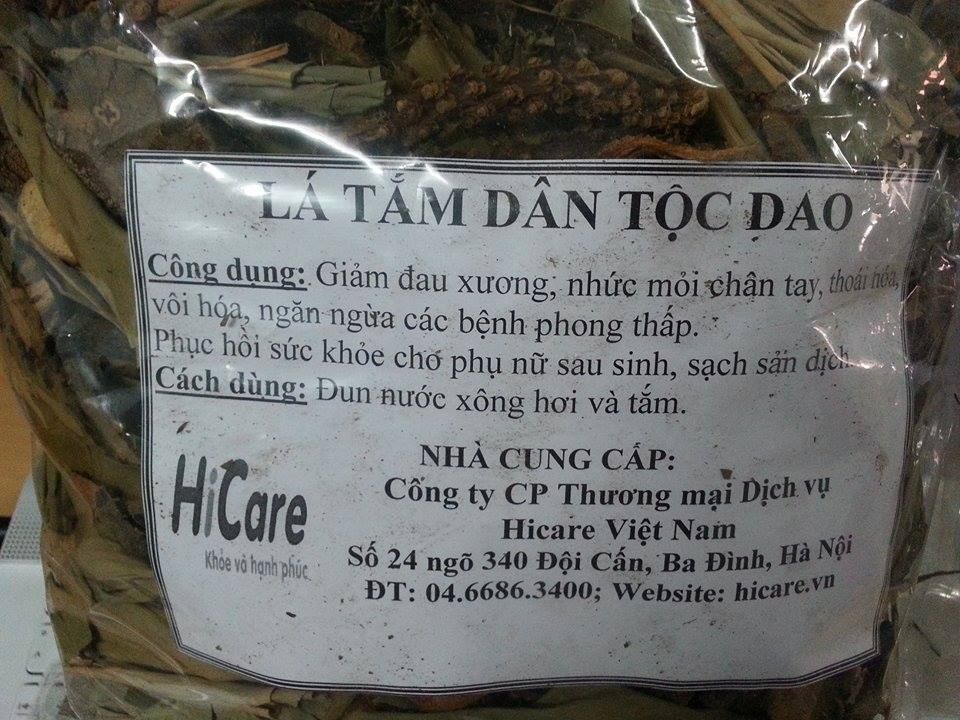 LÁ TẮM DÂN TỘC DAO
Công dụng: Giảm đau xương, nhức mỏi chân tay, thoái hóa,
vôi hóa, ngăn ngừa các bệnh phong thấp.
Phục hồi sức khỏe cho phụ nữ sau sinh, sạch sản dịch
Cách dùng: Đun nước xông hơi và tắm.
NHÀ CUNG CẤP:
Công ty CP Thương mại Dịch vụ
Hicare Việt Nam
Số 24 ngõ 340 Đội Cấn, Ba Đình, Hà Nội
ĐT: 04.6686.3400; Website: hicare.vn
HiCare
Khỏe và hạnh phúc